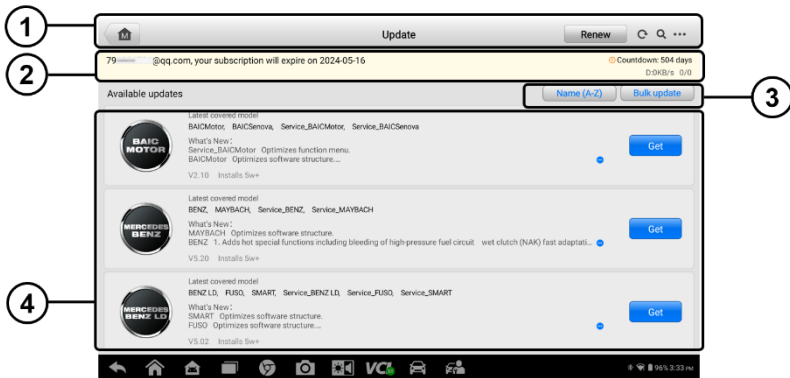 1
Update
Renew
2
79 @qq.com, your subscription will expire on 2024-05-16
Countdown: 504 days
D:0KB/s 0/0
Available updates
Name (A-Z)
Bulk update
3
Latest covered model
BAICMotor, BAICSenova, Service_BAICMotor, Service_BAICSenova
BAIC
MOTOR
What's New:
Service_BAICMotor Optimizes function menu.
BAICMotor Optimizes software structure....
V2.10 Installs 5w+
Get
Latest covered model
BENZ, MAYBACH, Service_BENZ, Service_MAYBACH
MERCEDES
BENZ
What's New:
MAYBACH Optimizes software structure.
BENZ 1. Adds hot special functions including bleeding of high-pressure fuel circuit wet clutch (NAK) fast adaptati...
V5.20 Installs 5w+
Get
4
Latest covered model
BENZ LD, FUSO, SMART, Service_BENZ LD, Service_FUSO, Service_SMART
MERCEDES
BENZ LD
What's New:
SMART Optimizes software structure.
FUSO Optimizes software structure....
V5.02 Installs 5w+
Get
VCI
96% 3:33 PM